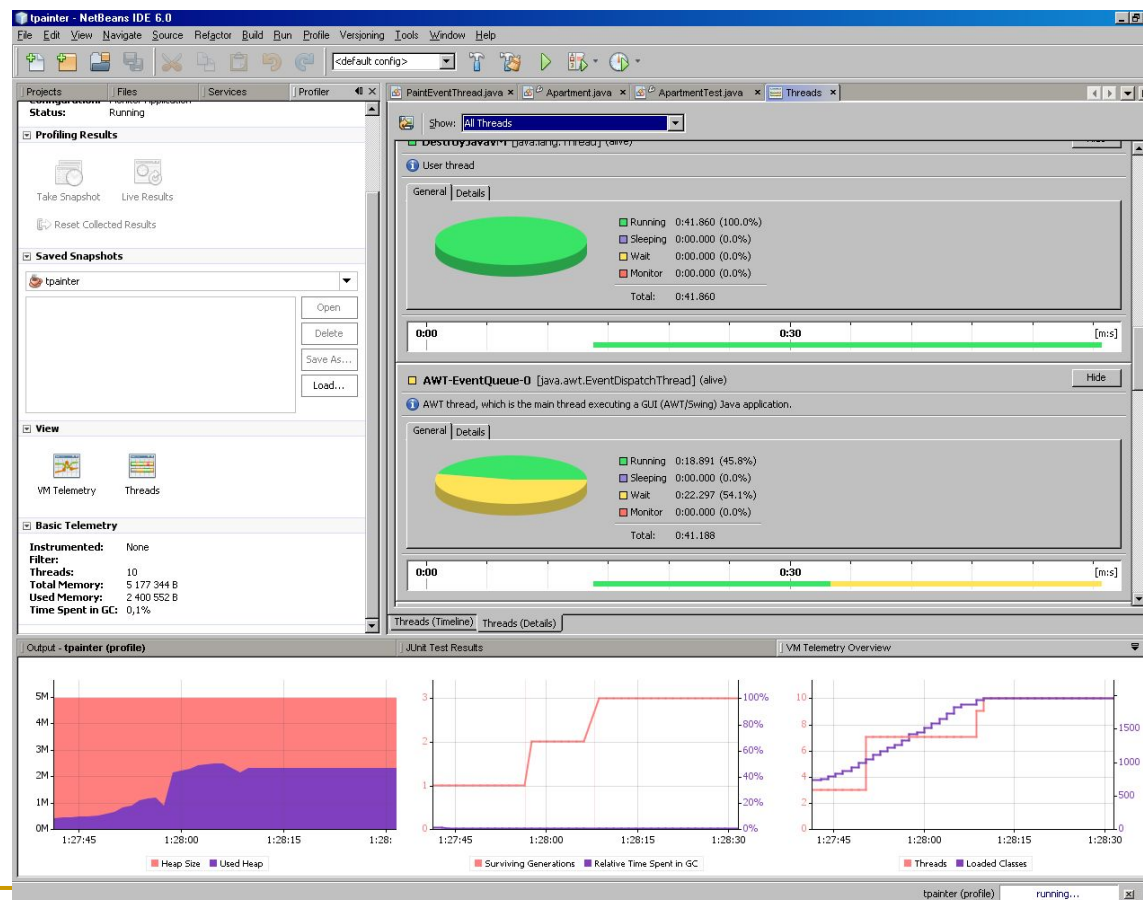 tpainter - NetBeans IDE 6.0
File Edit View Navigate Source Refactor Build Run Profile Versioning Tools Window Help
<default config>
Projects Files Services Profiler
Configuration: Monitor Application
Status: Running
Profiling Results
Take Snapshot Live Results
Reset Collected Results
Saved Snapshots
tpainter
Open
Delete
Save As...
Load...
View
VM Telemetry Threads
Basic Telemetry
Instrumented: None
Filter:
Threads: 10
Total Memory: 5 177 344 B
Used Memory: 2 400 552 B
Time Spent in GC: 0,1%
PaintEventThread.java Apartment.java ApartmentTest.java Threads
Show: All Threads
DestroyJavaVM [java.lang.Thread] (alive) Hide
User thread
General Details
Running 0:41.860 (100.0%)
Sleeping 0:00.000 (0.0%)
Wait 0:00.000 (0.0%)
Monitor 0:00.000 (0.0%)
Total: 0:41.860
0:00 0:30 [m:s]
AWT-EventQueue-0 [java.awt.EventDispatchThread] (alive) Hide
AWT thread, which is the main thread executing a GUI (AWT/Swing) Java application.
General Details
Running 0:18.891 (45.8%)
Sleeping 0:00.000 (0.0%)
Wait 0:22.297 (54.1%)
Monitor 0:00.000 (0.0%)
Total: 0:41.188
0:00 0:30 [m:s]
Threads (Timeline) Threads (Details)
Output - tpainter (profile) JUnit Test Results VM Telemetry Overview
5M
4M
3M
2M
1M
0M
1:27:45 1:28:00 1:28:15 1:28:
Heap Size Used Heap
3 100%
80%
2 60%
40%
1 20%
0 0%
1:27:45 1:28:00 1:28:15 1:28:30
Surviving Generations Relative Time Spent in GC
10
8 1500
6
4 1000
2 500
0 0
1:27:45 1:28:00 1:28:15 1:28:30
Threads Loaded Classes
tpainter (profile) running...